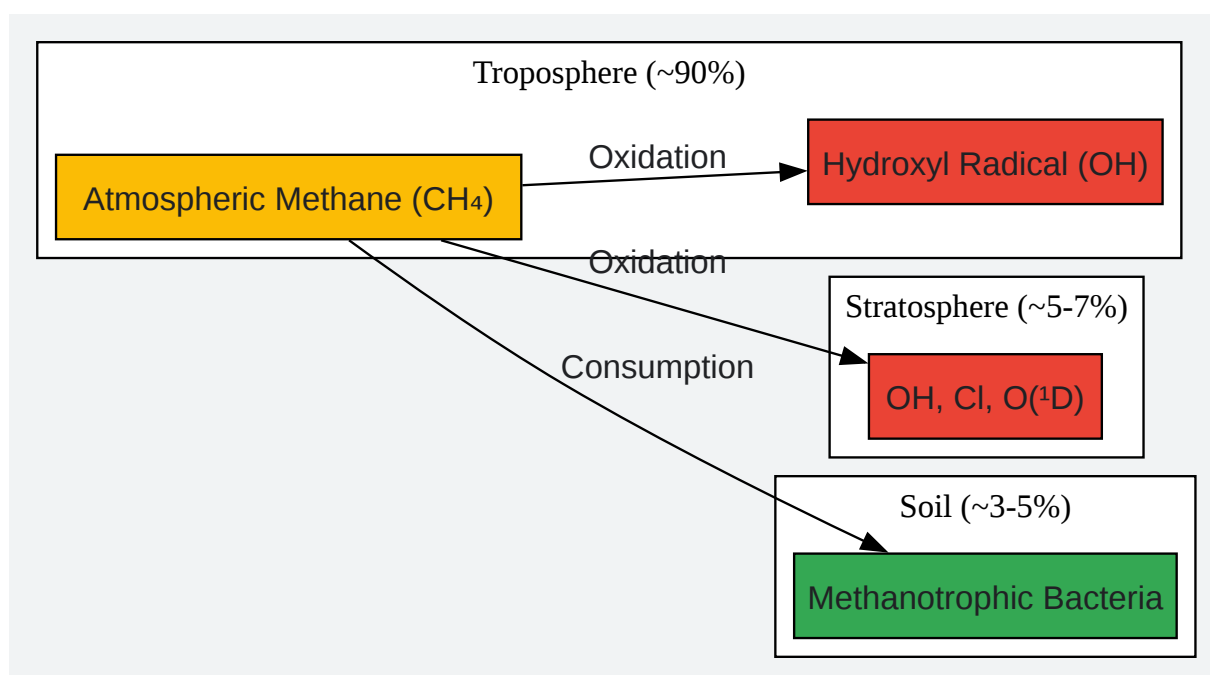 Troposphere (~90%)
Atmospheric Methane (CH₄)
Oxidation
Hydroxyl Radical (OH)
Oxidation
Stratosphere (~5-7%)
OH, Cl, O(¹D)
Consumption
Soil (~3-5%)
Methanotrophic Bacteria